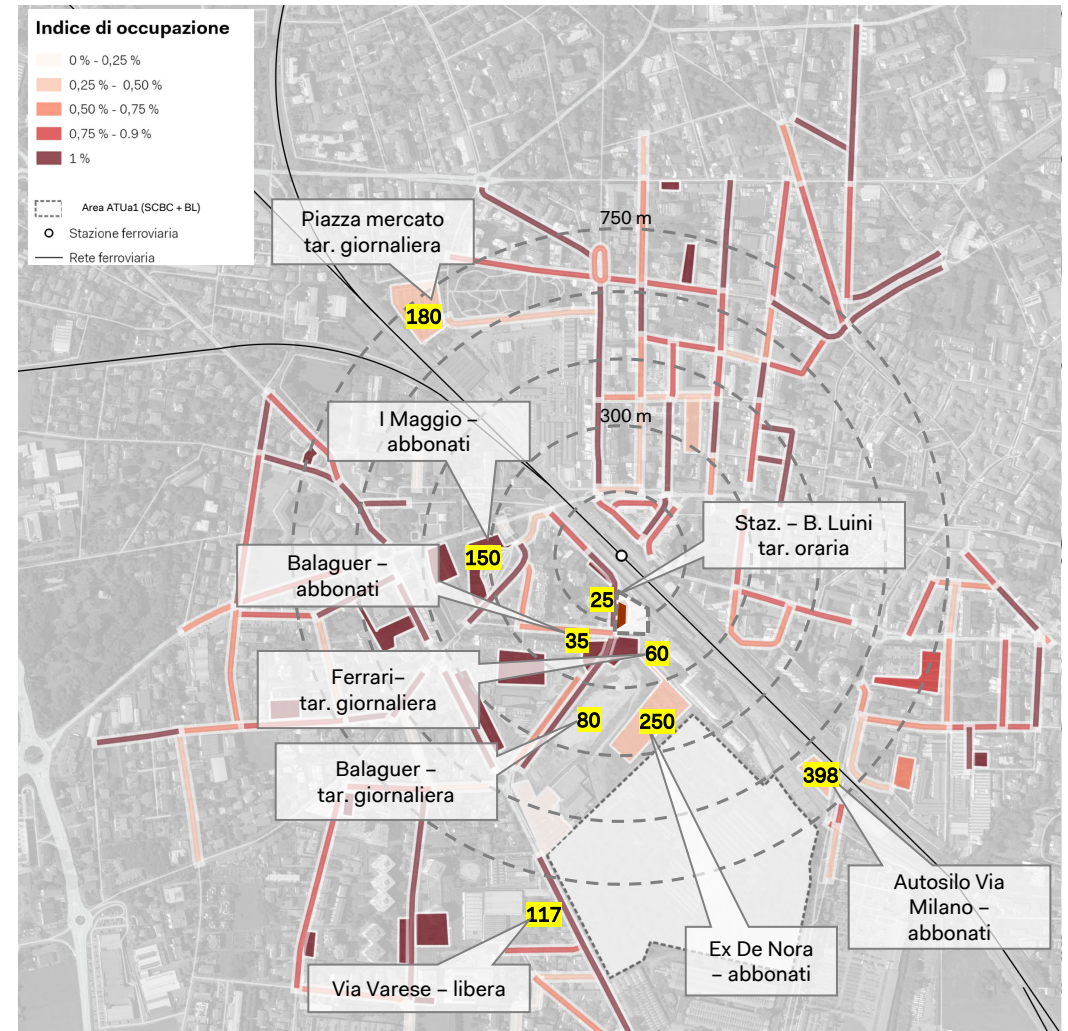 Indice di occupazione
0 % - 0,25 %
0,25 % -  0,50 %
0,50 % - 0,75 %
0,75 % - 0.9 %
1 %
Area ATUa1 (SCBC + BL)
Stazione ferroviaria
Rete ferroviaria
Piazza mercato
tar. giornaliera
180
750 m
300 m
I Maggio –
abbonati
150
Staz. – B. Luini
tar. oraria
25
Balaguer –
abbonati
35
60
Ferrari–
tar. giornaliera
80
250
Balaguer –
tar. giornaliera
398
Autosilo Via
Milano –
abbonati
117
Ex De Nora
– abbonati
Via Varese – libera